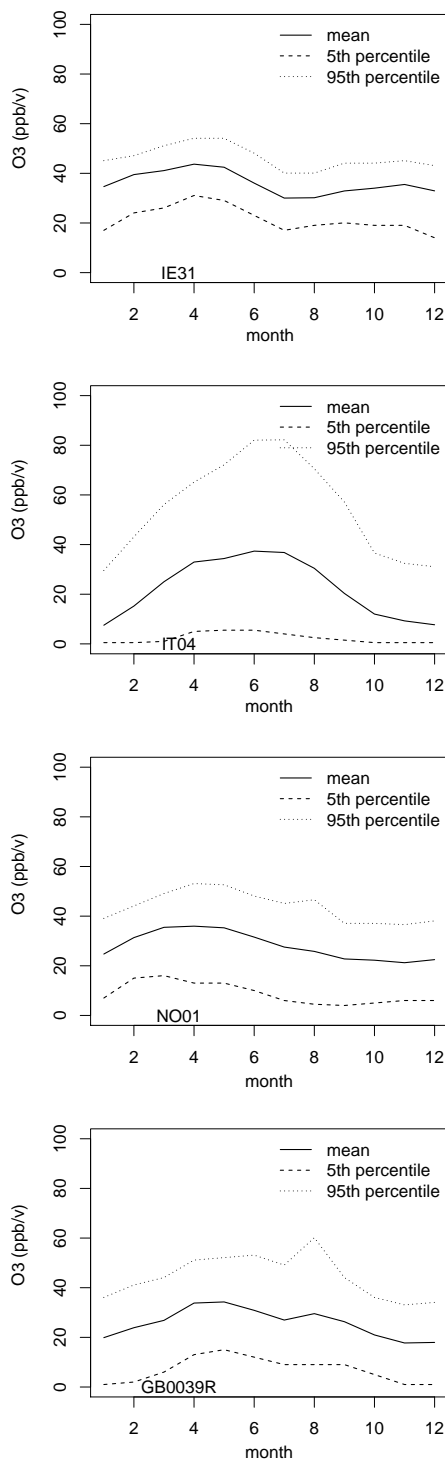 100
80
60
40
20
0
O3 (ppb/v)
mean
5th percentile
95th percentile
IE31
2 4 6 8 10 12
month
100
80
60
40
20
0
O3 (ppb/v)
mean
5th percentile
95th percentile
IT04
2 4 6 8 10 12
month
100
80
60
40
20
0
O3 (ppb/v)
mean
5th percentile
95th percentile
NO01
2 4 6 8 10 12
month
100
80
60
40
20
0
O3 (ppb/v)
mean
5th percentile
95th percentile
GB0039R
2 4 6 8 10 12
month